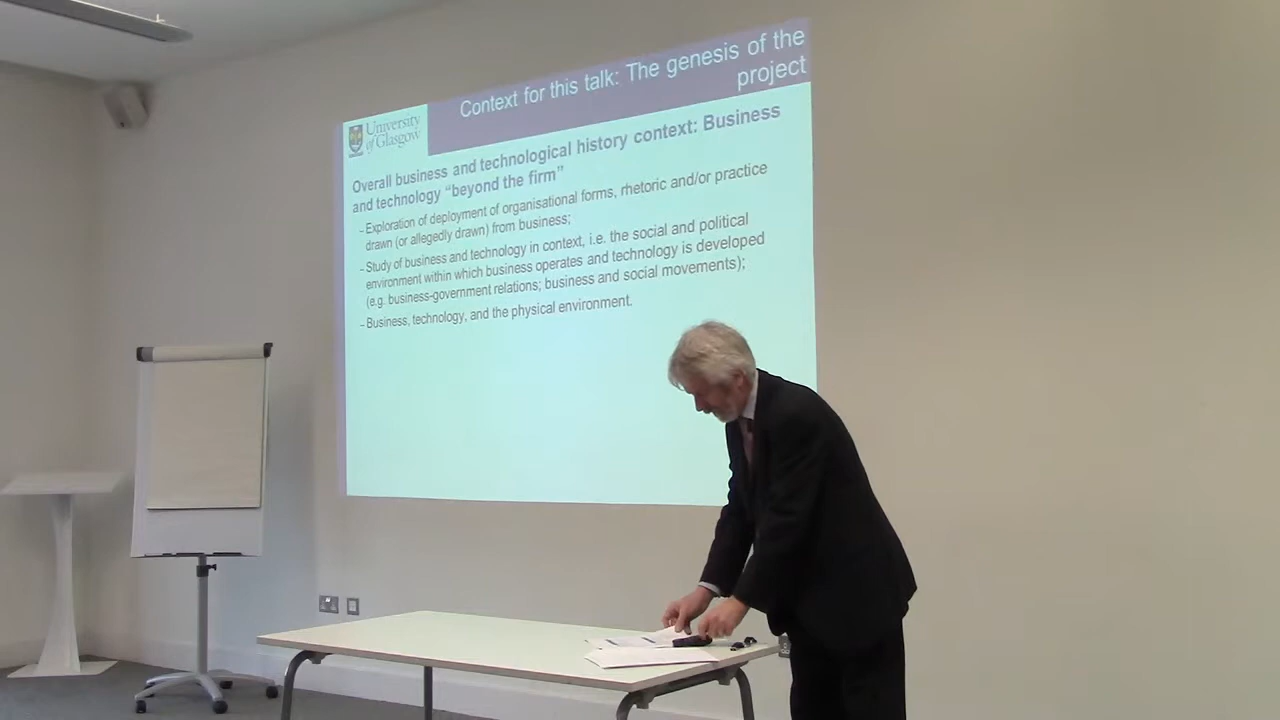 Context for this talk: The genesis of the
project
University
of Glasgow
Overall business and technological history context: Business
and technology “beyond the firm”
- Exploration of deployment of organisational forms, rhetoric and/or practice
drawn (or allegedly drawn) from business;
- Study of business and technology in context, i.e. the social and political
environment within which business operates and technology is developed
(e.g. business-government relations; business and social movements);
- Business, technology, and the physical environment.